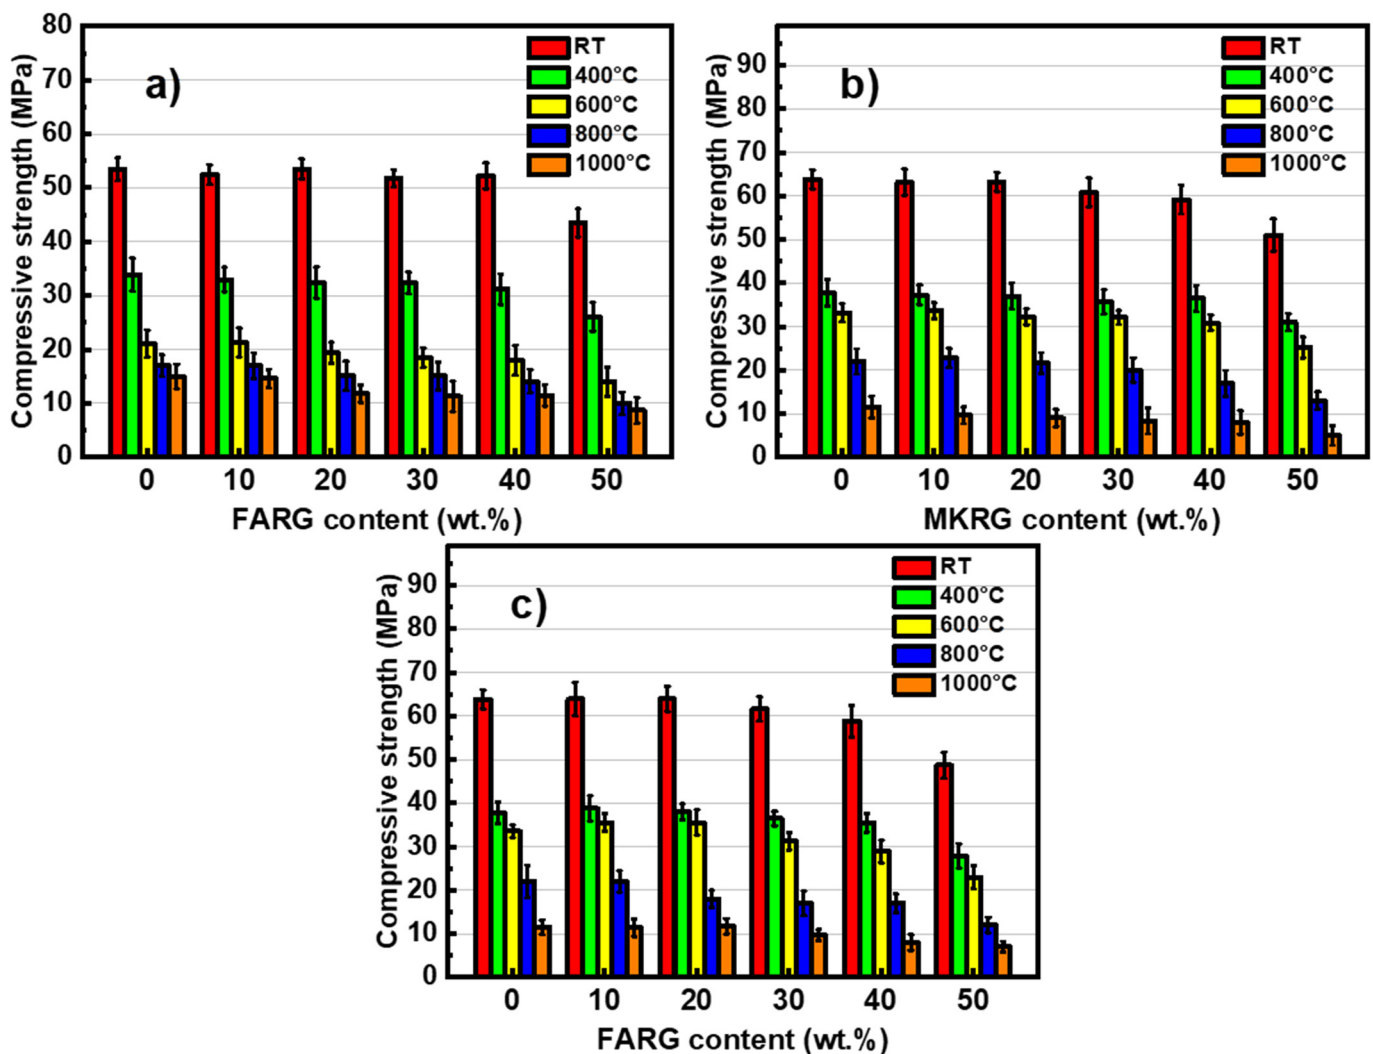 a)
Compressive strength (MPa)
80
70
60
50
40
30
20
10
0
RT
400°C
600°C
800°C
1000°C
0 10 20 30 40 50
FARG content (wt.%)
b)
Compressive strength (MPa)
90
80
70
60
50
40
30
20
10
0
RT
400°C
600°C
800°C
1000°C
0 10 20 30 40 50
MKRG content (wt.%)
c)
Compressive strength (MPa)
90
80
70
60
50
40
30
20
10
0
RT
400°C
600°C
800°C
1000°C
0 10 20 30 40 50
FARG content (wt.%)